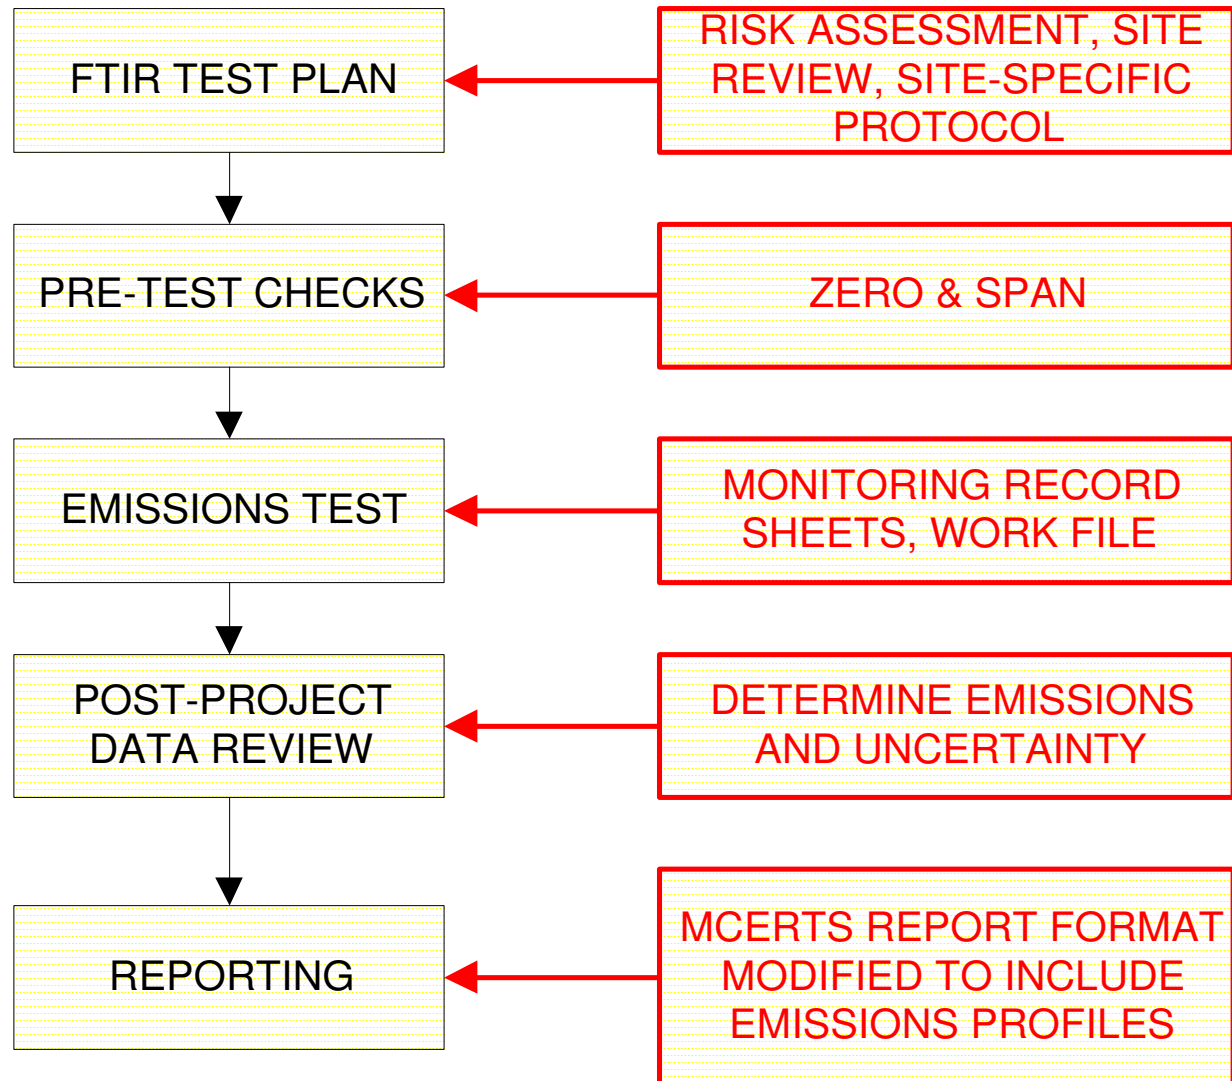 FTIR TEST PLAN
RISK ASSESSMENT, SITE
REVIEW, SITE-SPECIFIC
PROTOCOL
PRE-TEST CHECKS
ZERO & SPAN
EMISSIONS TEST
MONITORING RECORD
SHEETS, WORK FILE
POST-PROJECT
DATA REVIEW
DETERMINE EMISSIONS
AND UNCERTAINTY
REPORTING
MCERTS REPORT FORMAT
MODIFIED TO INCLUDE
EMISSIONS PROFILES